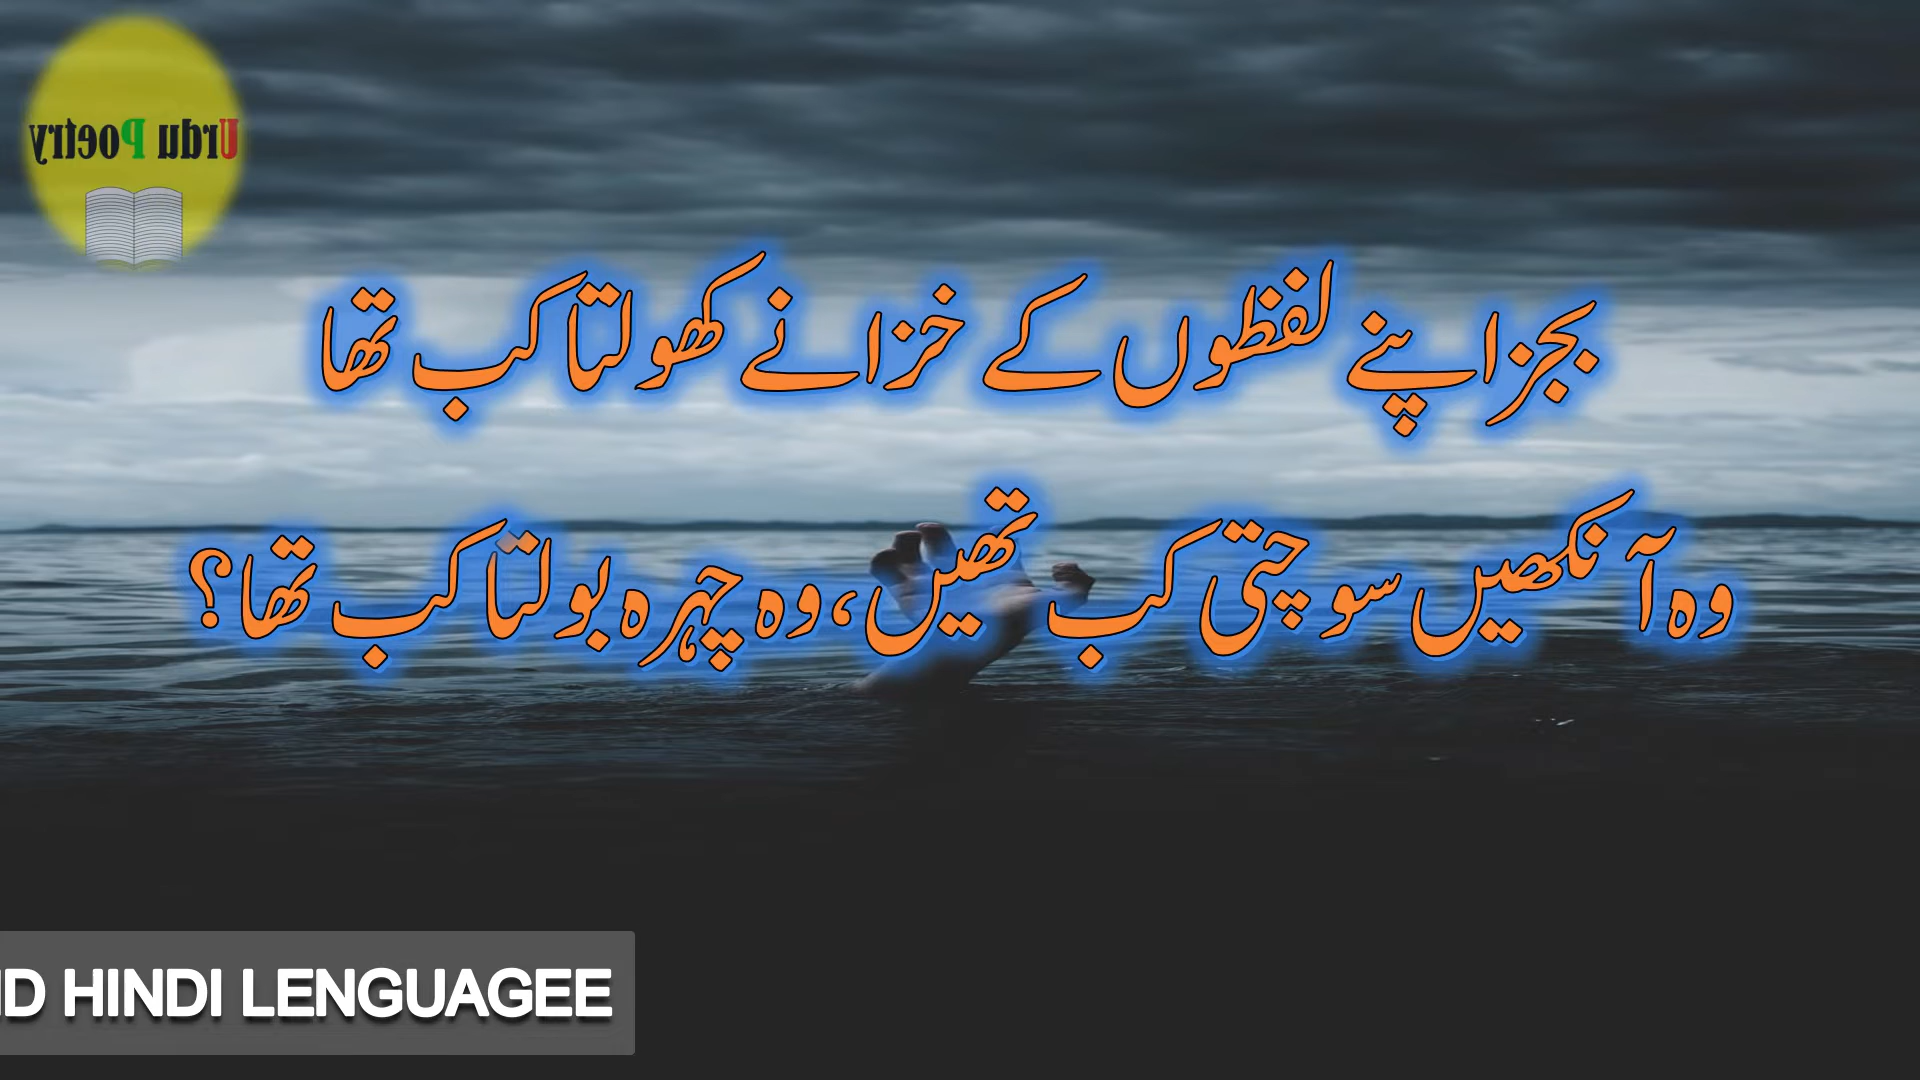 Urdu Poetry
بجز اپنے لفظوں کے خزانے کھولتا کب تھا
وہ آنکھیں سوچتی کب تھیں، وہ چہرہ بولتا کب تھا؟
HINDI LENGUAGEE